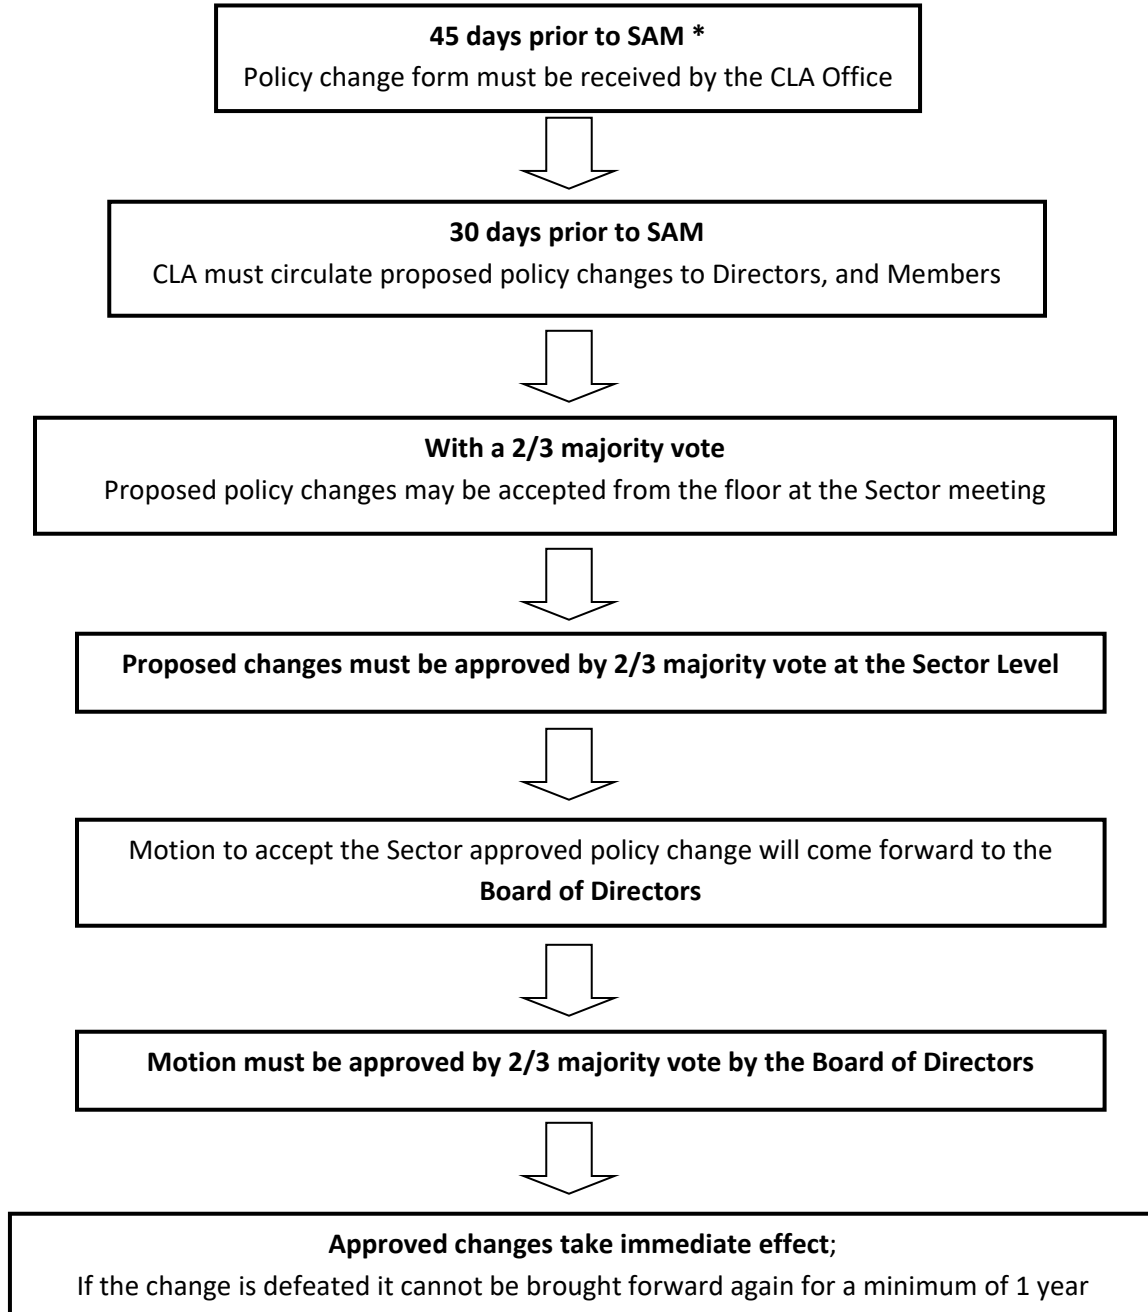 45 days prior to SAM *
Policy change form must be received by the CLA Office
30 days prior to SAM
CLA must circulate proposed policy changes to Directors, and Members
With a 2/3 majority vote
Proposed policy changes may be accepted from the floor at the Sector meeting
Proposed changes must be approved by 2/3 majority vote at the Sector Level
Motion to accept the Sector approved policy change will come forward to the
Board of Directors
Motion must be approved by 2/3 majority vote by the Board of Directors
Approved changes take immediate effect;
If the change is defeated it cannot be brought forward again for a minimum of 1 year